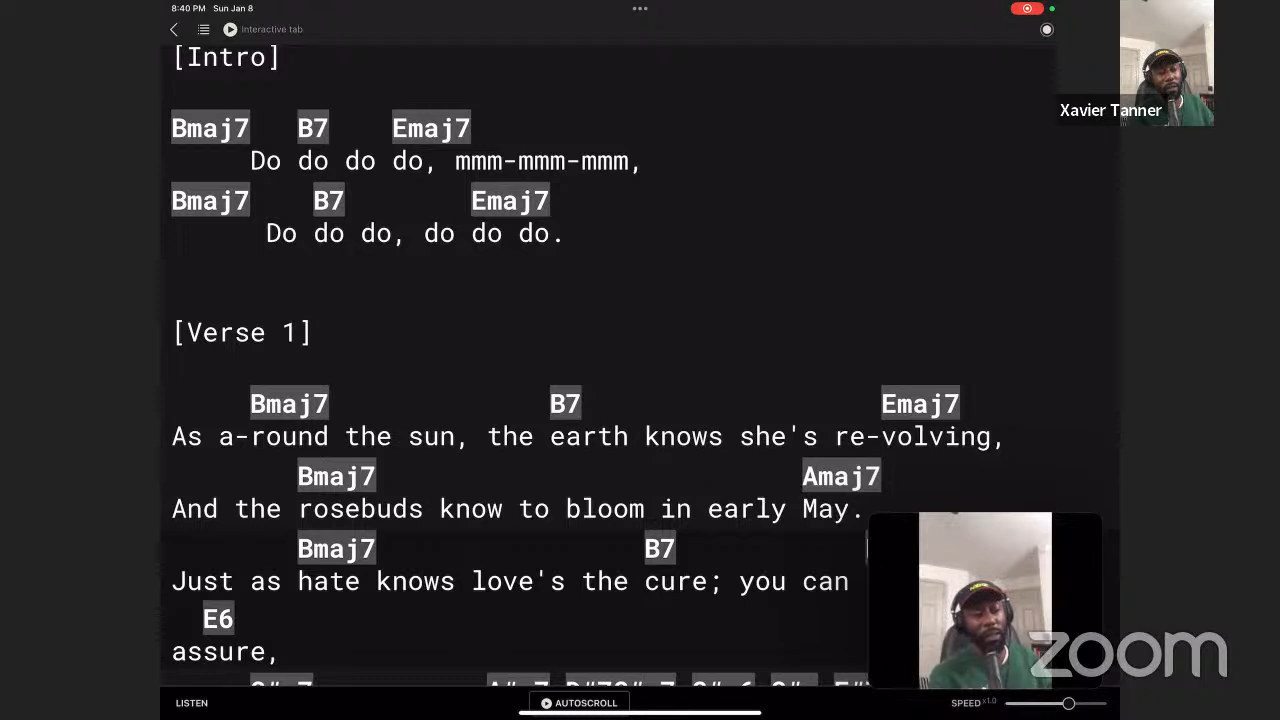 8:40 PM Sun Jan 8
Interactive tab
Xavier Tanner
[Intro]
Bmaj7 B7 Emaj7
Do do do do, mmm-mmm-mmm,
Bmaj7 B7 Emaj7
Do do do, do do do.
[Verse 1]
Bmaj7 B7 Emaj7
As a-round the sun, the earth knows she's re-volving,
Bmaj7 Amaj7
And the rosebuds know to bloom in early May.
Bmaj7 B7
Just as hate knows love's the cure; you can
E6
assure,
zoom
LISTEN AUTOSCROLL SPEED x1.0